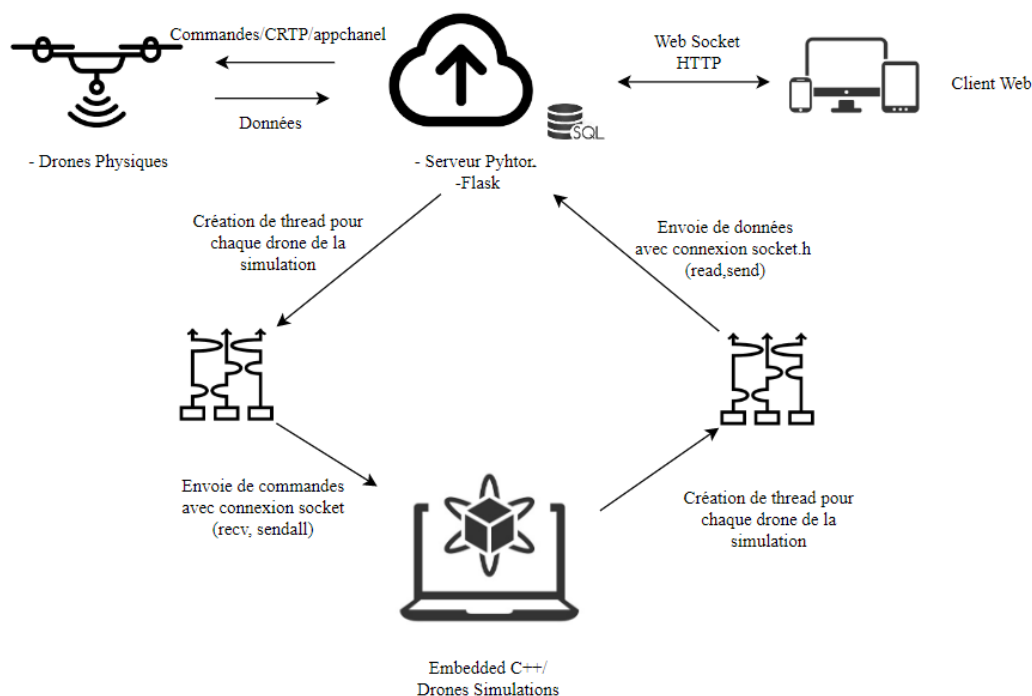 Commandes/CRTP/appchanel
Données
- Drones Physiques
Web Socket
HTTP
Client Web
SQL
- Serveur Pyhton
-Flask
Création de thread pour
chaque drone de la
simulation
Envoie de données
avec connexion socket.h
(read,send)
Envoie de commandes
avec connexion socket
(recv, sendall)
Création de thread pour
chaque drone de la
simulation
Embedded C++/
Drones Simulations